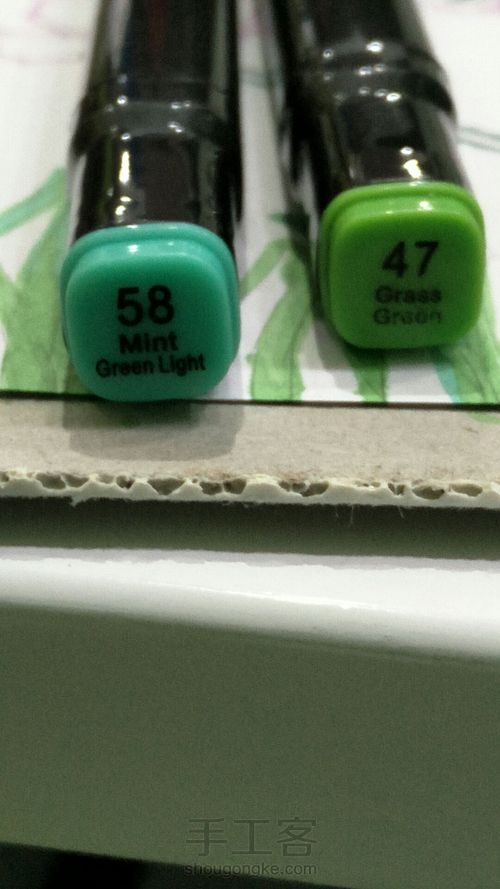 58
Mint
Green Light
47
Grass
Green
手工客
shougongke.com